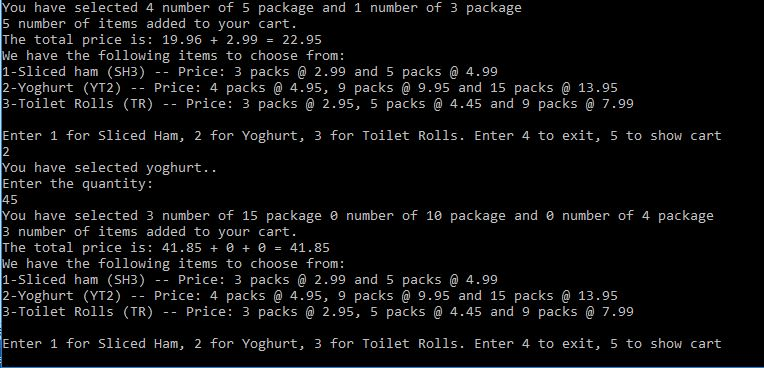 You have selected 4 number of 5 package and 1 number of 3 package
5 number of items added to your cart.
The total price is: 19.96 + 2.99 = 22.95
We have the following items to choose from:
1-Sliced ham (SH3) -- Price: 3 packs @ 2.99 and 5 packs @ 4.99
2-Yoghurt (YT2) -- Price: 4 packs @ 4.95, 9 packs @ 9.95 and 15 packs @ 13.95
3-Toilet Rolls (TR) -- Price: 3 packs @ 2.95, 5 packs @ 4.45 and 9 packs @ 7.99

Enter 1 for Sliced Ham, 2 for Yoghurt, 3 for Toilet Rolls. Enter 4 to exit, 5 to show cart
2
You have selected yoghurt..
Enter the quantity:
45
You have selected 3 number of 15 package 0 number of 10 package and 0 number of 4 package
3 number of items added to your cart.
The total price is: 41.85 + 0 + 0 = 41.85
We have the following items to choose from:
1-Sliced ham (SH3) -- Price: 3 packs @ 2.99 and 5 packs @ 4.99
2-Yoghurt (YT2) -- Price: 4 packs @ 4.95, 9 packs @ 9.95 and 15 packs @ 13.95
3-Toilet Rolls (TR) -- Price: 3 packs @ 2.95, 5 packs @ 4.45 and 9 packs @ 7.99

Enter 1 for Sliced Ham, 2 for Yoghurt, 3 for Toilet Rolls. Enter 4 to exit, 5 to show cart